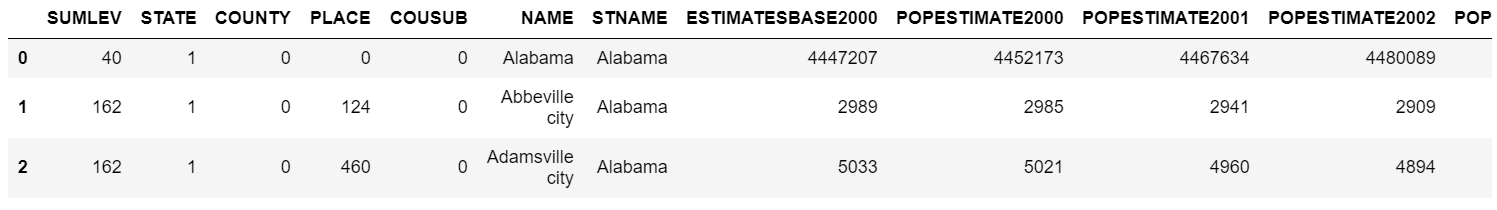 SUMLEV STATE COUNTY PLACE COUSUB NAME STNAME ESTIMATESBASE2000 POPESTIMATE2000 POPESTIMATE2001 POPESTIMATE2002 POP
0 40 1 0 0 0 Alabama Alabama 4447207 4452173 4467634 4480089
1 162 1 0 124 0 Abbeville city Alabama 2989 2985 2941 2909
2 162 1 0 460 0 Adamsville city Alabama 5033 5021 4960 4894